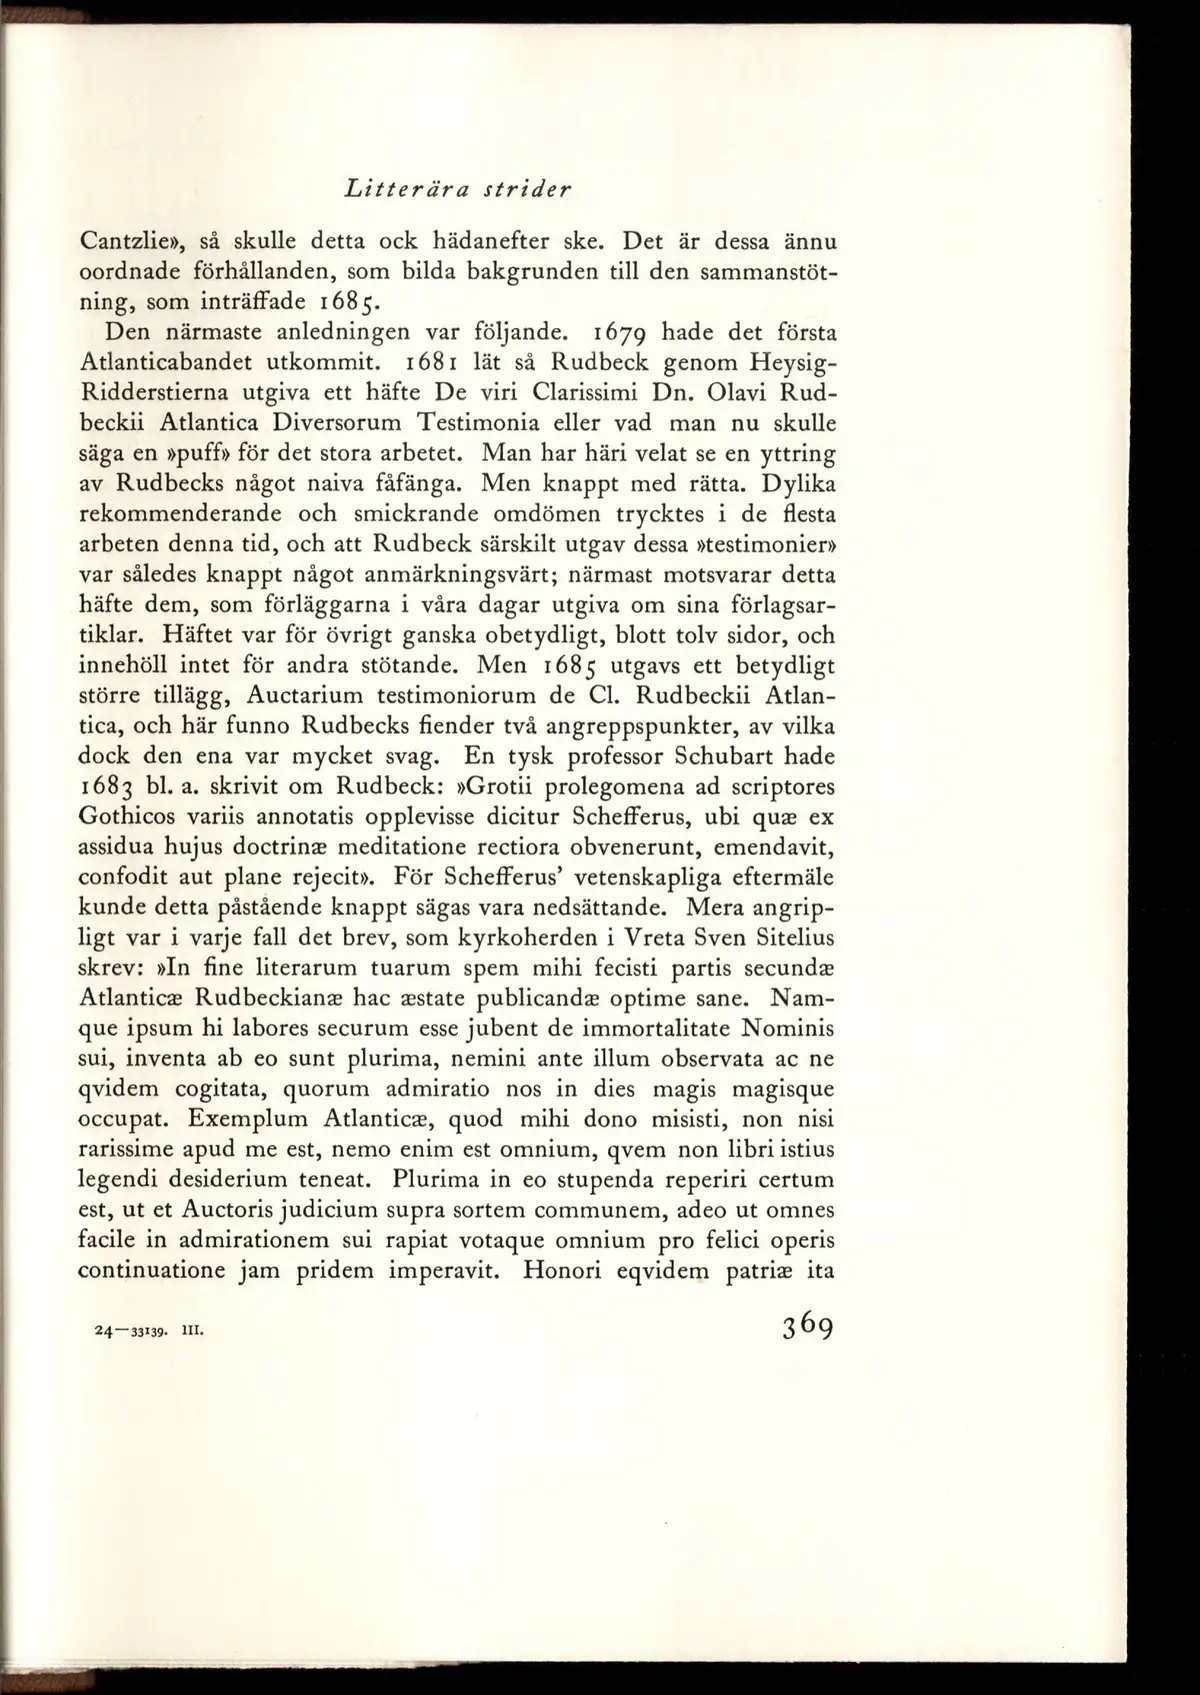 Litterära strider
Cantzlie», så skulle detta ock hädanefter ske. Det är dessa ännu
oordnade förhållanden, som bilda bakgrunden till den sammanstöt-
ning, som inträffade 1685.
Den närmaste anledningen var följande. 1679 hade det första
Atlanticabandet utkommit. 1681 lät så Rudbeck genom Heysig-
Ridderstierna utgiva ett häfte De viri Clarissimi Dn. Olavi Rud-
beckii Atlantica Diversorum Testimonia eller vad man nu skulle
säga en »puff» för det stora arbetet. Man har häri velat se en yttring
av Rudbecks något naiva fåfänga. Men knappt med rätta. Dylika
rekommenderande och smickrande omdömen trycktes i de flesta
arbeten denna tid, och att Rudbeck särskilt utgav dessa »testimonier»
var således knappt något anmärkningsvärt; närmast motsvarar detta
häfte dem, som förläggarna i våra dagar utgiva om sina förlagsar-
tiklar. Häftet var för övrigt ganska obetydligt, blott tolv sidor, och
innehöll intet för andra stötande. Men 1685 utgavs ett betydligt
större tillägg, Auctarium testimoniorum de Cl. Rudbeckii Atlan-
tica, och här funno Rudbecks fiender två angreppspunkter, av vilka
dock den ena var mycket svag. En tysk professor Schubart hade
1683 bl. a. skrivit om Rudbeck: »Grotii prolegomena ad scriptores
Gothicos variis annotatis opplevisse dicitur Schefferus, ubi quæ ex
assidua hujus doctrinæ meditatione rectiora obvenerunt, emendavit,
confodit aut plane rejecit». För Schefferus’ vetenskapliga eftermäle
kunde detta påstående knappt sägas vara nedsättande. Mera angrip-
ligt var i varje fall det brev, som kyrkoherden i Vreta Sven Sitelius
skrev: »In fine literarum tuarum spem mihi fecisti partis secundæ
Atlanticæ Rudbeckianæ hac æstate publicandæ optime sane. Nam-
que ipsum hi labores securum esse jubent de immortalitate Nominis
sui, inventa ab eo sunt plurima, nemini ante illum observata ac ne
qvidem cogitata, quorum admiratio nos in dies magis magisque
occupat. Exemplum Atlanticæ, quod mihi dono misisti, non nisi
rarissime apud me est, nemo enim est omnium, qvem non libri istius
legendi desiderium teneat. Plurima in eo stupenda reperiri certum
est, ut et Auctoris judicium supra sortem communem, adeo ut omnes
facile in admirationem sui rapiat votaque omnium pro felici operis
continuatione jam pridem imperavit. Honori eqvidem patriæ ita
24—33139. III.
369